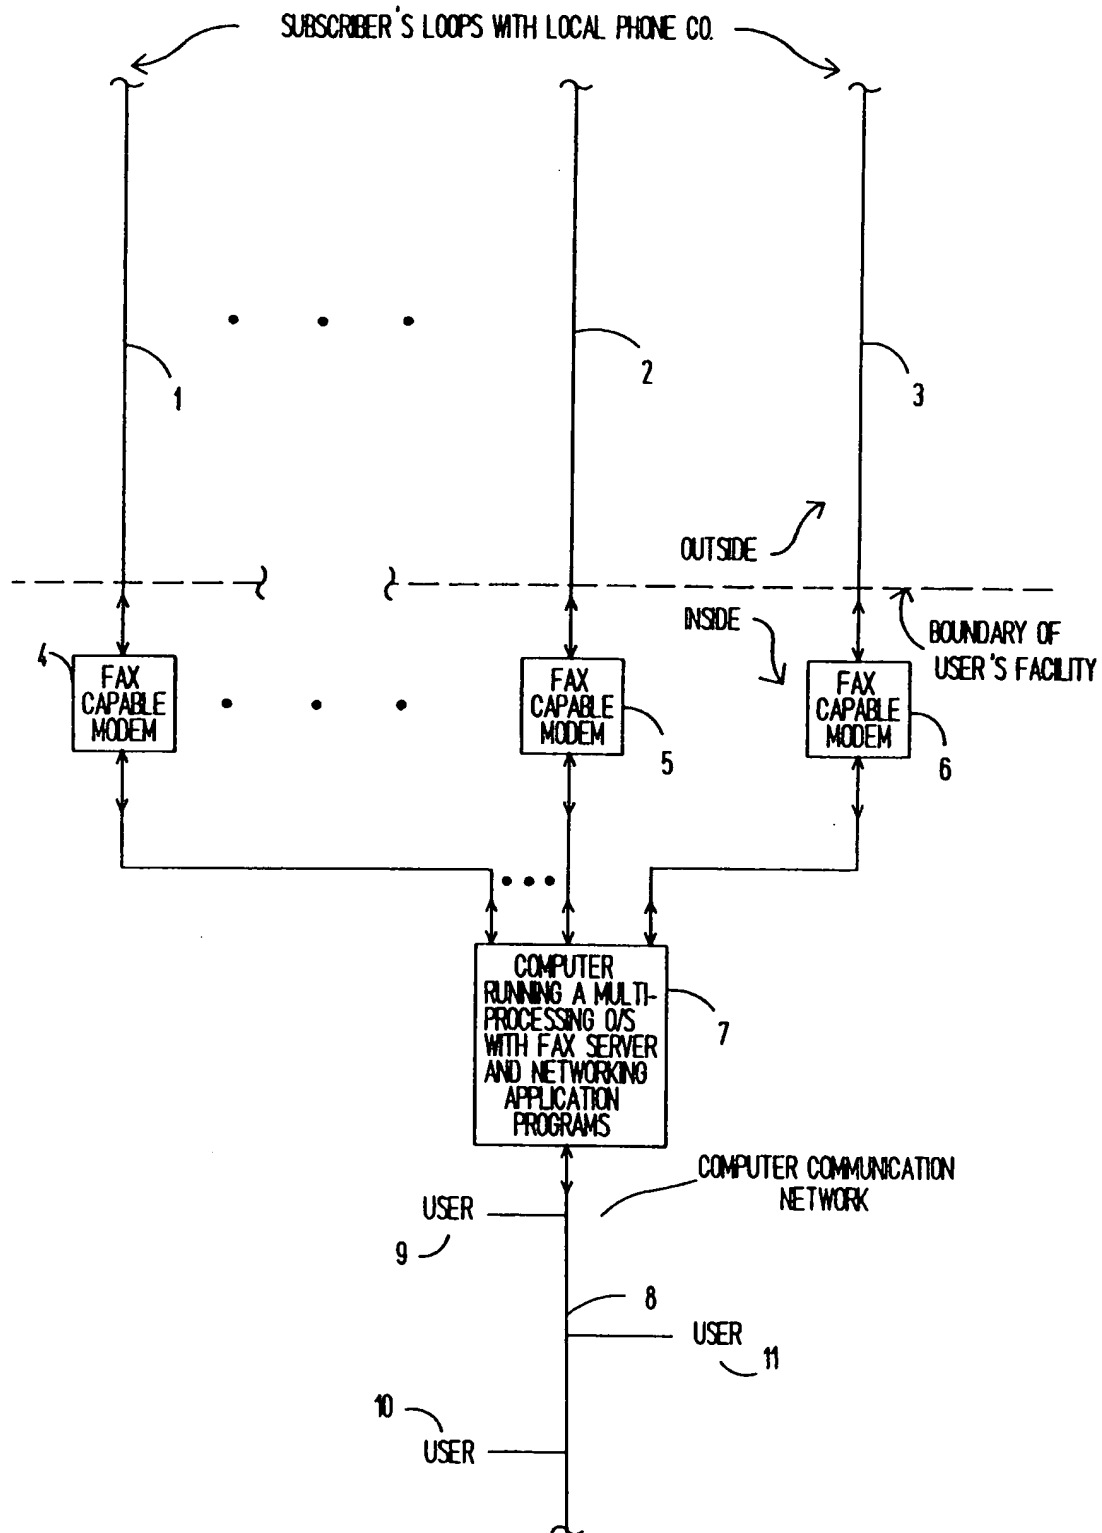 SUBSCRIBER'S LOOPS WITH LOCAL PHONE CO.
1
2
3
OUTSIDE
INSIDE
BOUNDARY OF
USER'S FACILITY
4
FAX
CAPABLE
MODEM
FAX
CAPABLE
MODEM
5
FAX
CAPABLE
MODEM
6
COMPUTER
RUNNING A MULTI-
PROCESSING O/S
WITH FAX SERVER
AND NETWORKING
APPLICATION
PROGRAMS
7
COMPUTER COMMUNICATION
NETWORK
USER
9
8
USER
11
10
USER